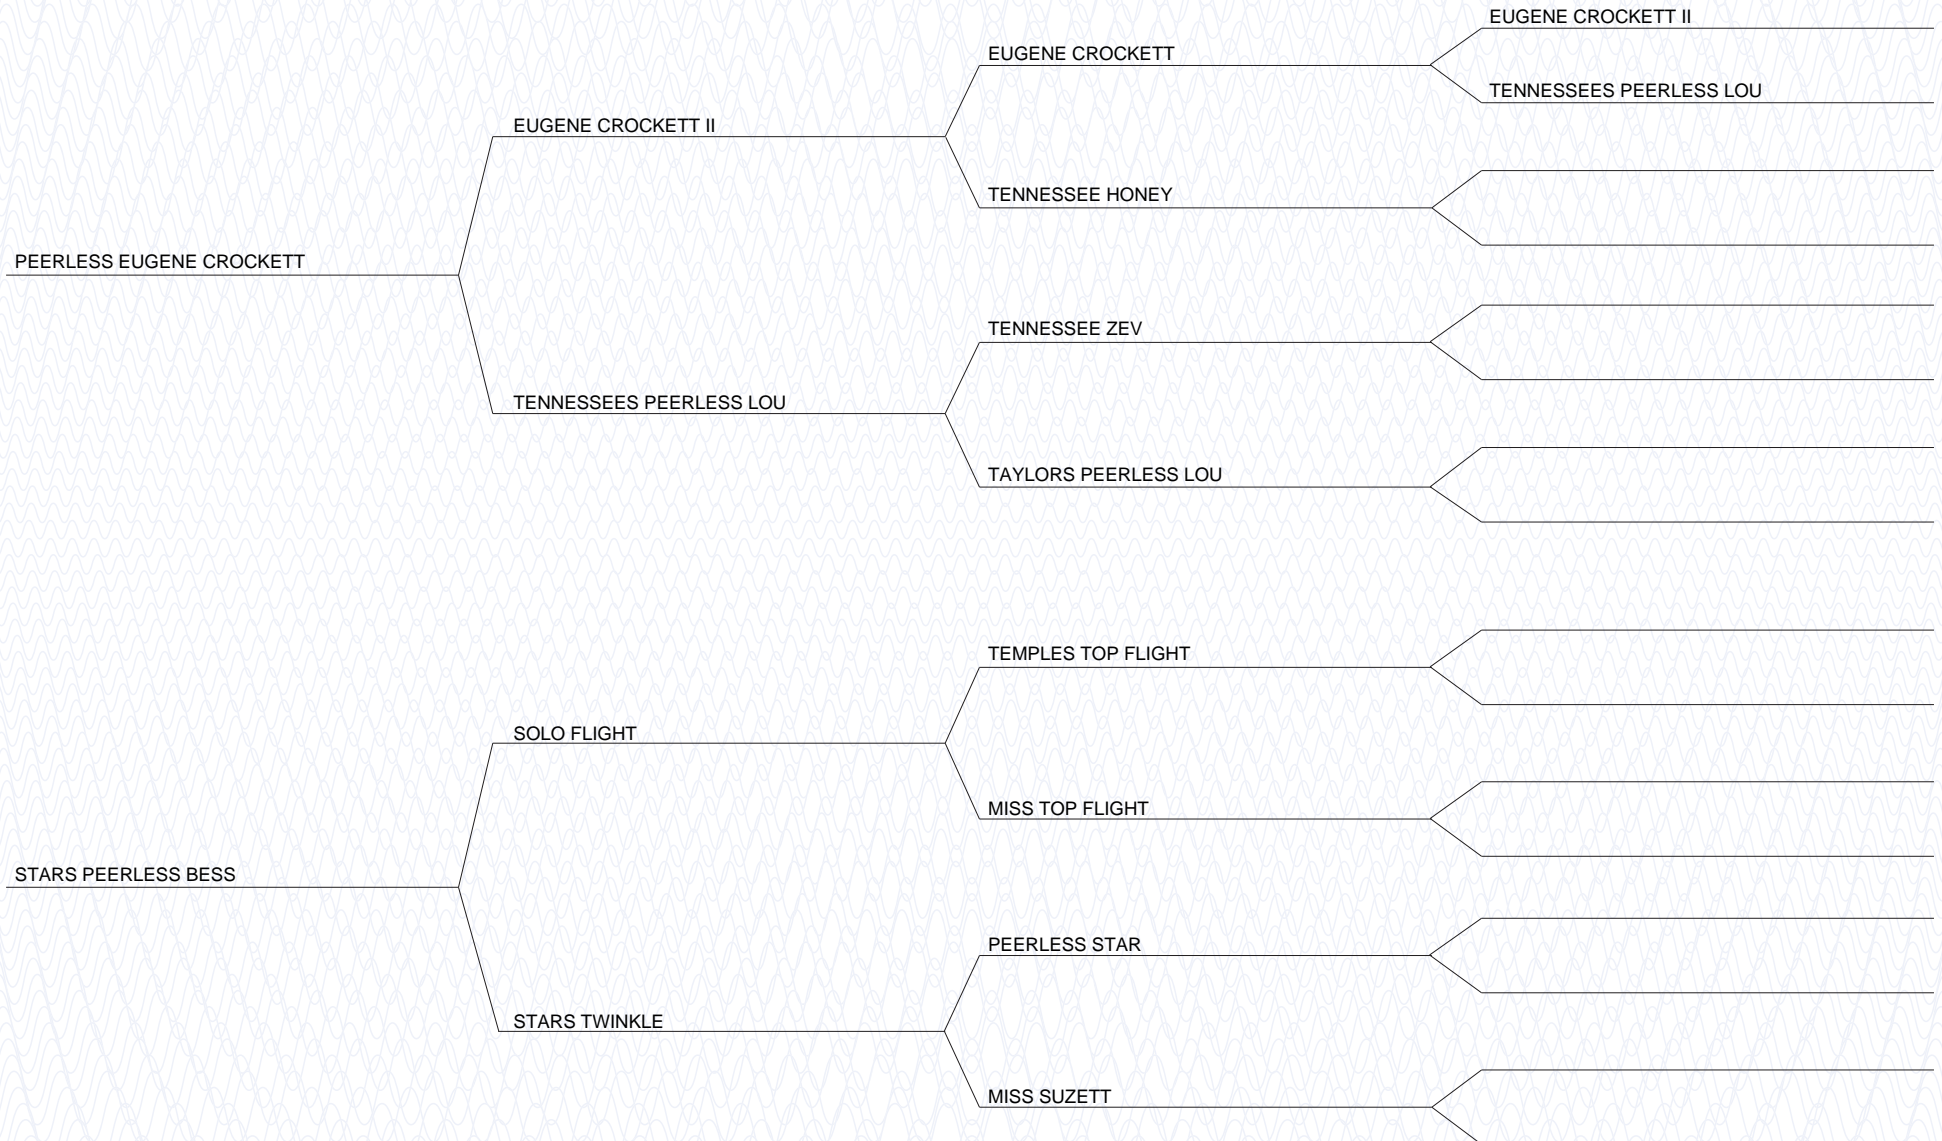 EUGENE CROCKETT II
EUGENE CROCKETT
TENNESSEES PEERLESS LOU
EUGENE CROCKETT II
TENNESSEE HONEY
PEERLESS EUGENE CROCKETT
TENNESSEE ZEV
TENNESSEES PEERLESS LOU
TAYLORS PEERLESS LOU
TEMPLES TOP FLIGHT
SOLO FLIGHT
MISS TOP FLIGHT
STARS PEERLESS BESS
PEERLESS STAR
STARS TWINKLE
MISS SUZETT